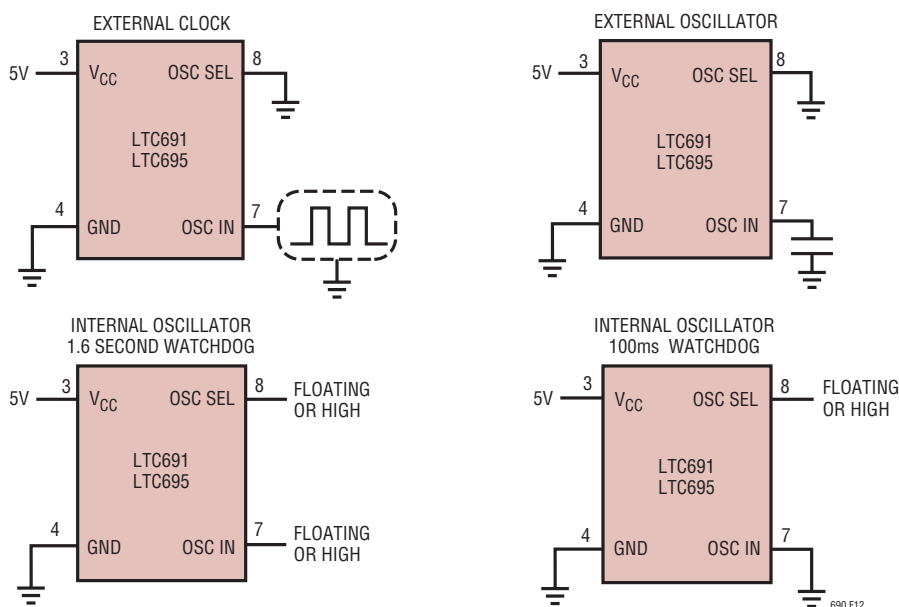 EXTERNAL CLOCK
5V
3
V_CC
OSC SEL
8
LTC691
LTC695
4
GND
OSC IN
7
EXTERNAL OSCILLATOR
5V
3
V_CC
OSC SEL
8
LTC691
LTC695
4
GND
OSC IN
7
INTERNAL OSCILLATOR
1.6 SECOND WATCHDOG
5V
3
V_CC
OSC SEL
8
FLOATING
OR HIGH
LTC691
LTC695
4
GND
OSC IN
7
FLOATING
OR HIGH
INTERNAL OSCILLATOR
100ms WATCHDOG
5V
3
V_CC
OSC SEL
8
FLOATING
OR HIGH
LTC691
LTC695
4
GND
OSC IN
7
690 F12